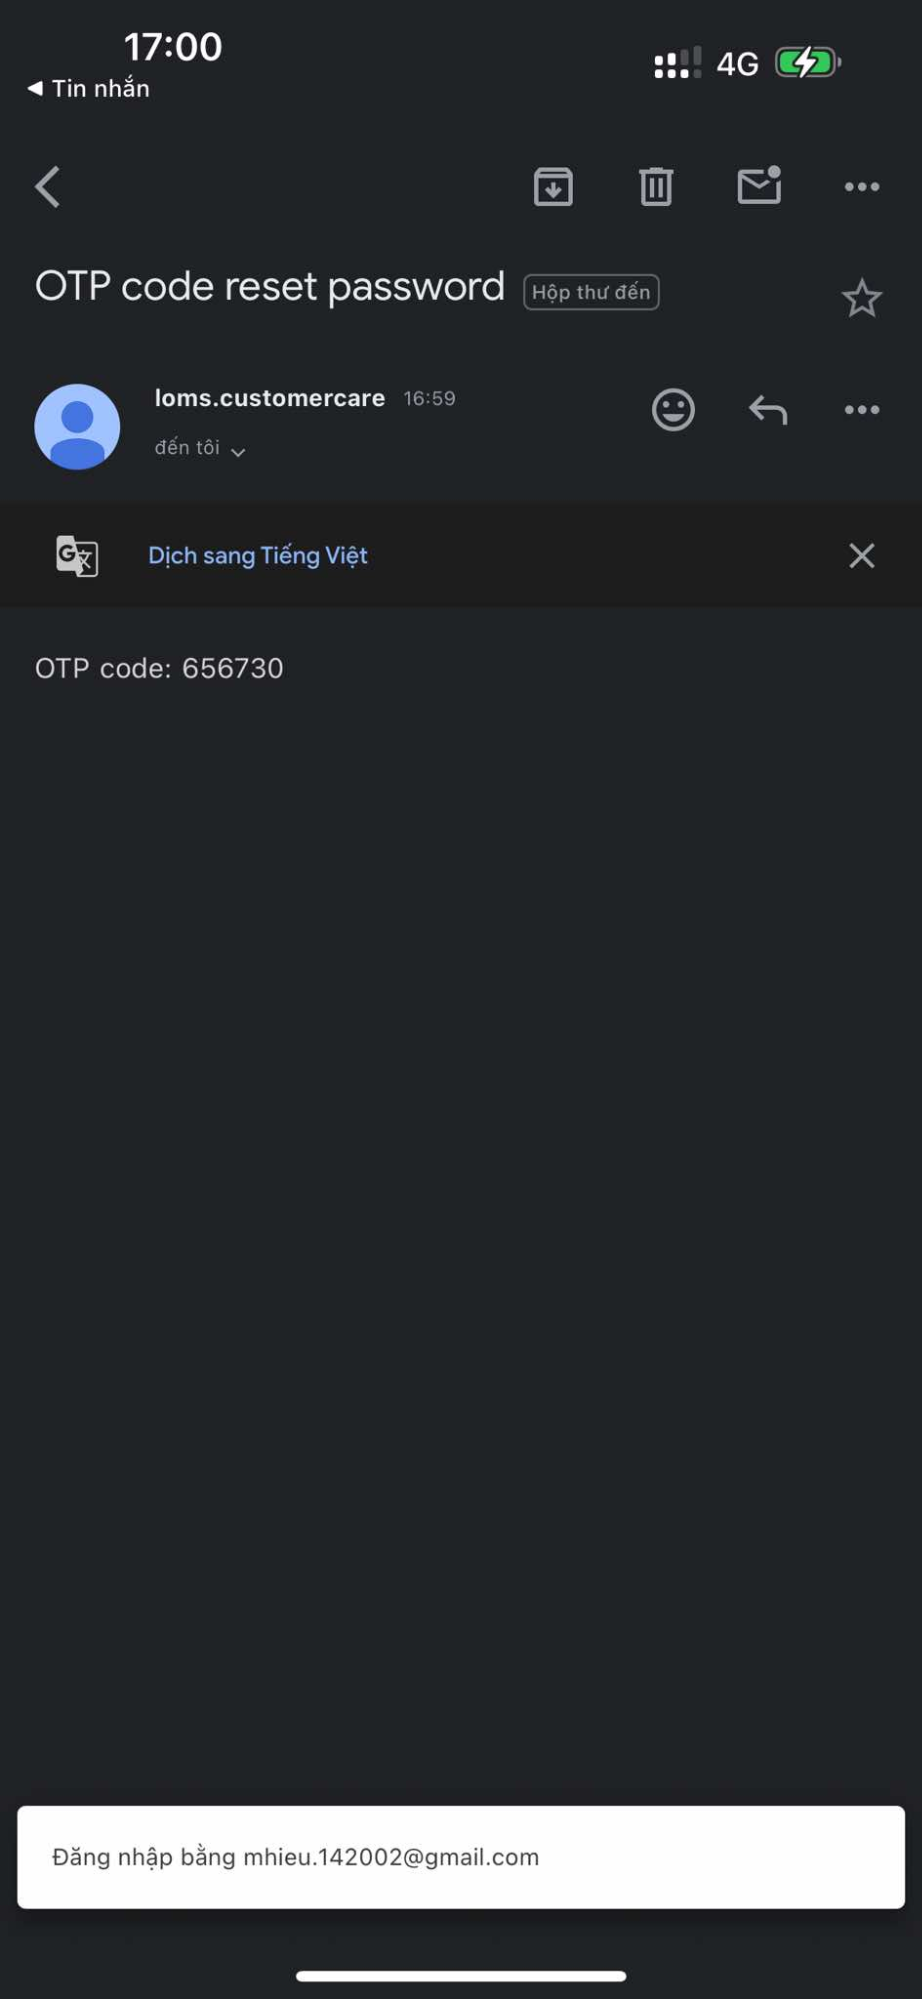 17:00
4G
◀ Tin nhắn
OTP code reset password Hộp thư đến
loms.customercare 16:59
đến tôi
Dịch sang Tiếng Việt
OTP code: 656730
Đăng nhập bằng mhieu.142002@gmail.com